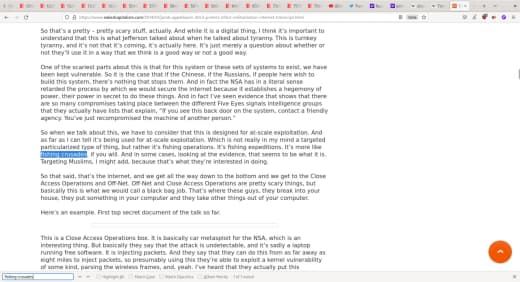 https://www.nakedcapitalism.com/2014/01/
So that's a pretty – pretty scary stuff, actually. And while it is a digital thing, I think it's important to
understand that this is what Jefferson talked about when he talked about tyranny. This is turnkey
tyranny, and it's not that it's coming, it's actually here. It's just merely a question about whether or
not they'll use it in a way that we think is a good way or not a good way.
One of the scariest parts about this is that for this system or these sets of systems to exist, we have
been kept vulnerable. So it is the case that if the Chinese, if the Russians, if people here wish to
build this system, there's nothing that stops them. And in fact the NSA has in a literal sense
retarded the process by which we would secure the internet because it establishes a hegemony of
power, their power in secret to do these things. And in fact I've seen evidence that shows that there
are so many compromises taking place between the different Five Eyes signals intelligence groups
that they actually have lists that explain, "If you see this back door on the system, contact a friendly
agency. You've just recompromised the machine of another person."
So when we talk about this, we have to consider that this is designed for at-scale exploitation. And
as far as I can tell it's being used for at-scale exploitation. Which is not really in my mind a targeted
particularized type of thing, but rather it's fishing operations. It's fishing expeditions. It's more like
fishing crusades, if you will. And in some cases, looking at the evidence, that seems to be what it is.
Targeting Muslims, I might add, because that's what they're interested in doing.
So that said, that's the internet, and we get all the way down to the bottom and we get to the Close
Access Operations and Off-Net. Off-Net and Close Access Operations are pretty scary things, but
basically this is what we would call a black bag job. That's where these guys, they break into your
house, they put something in your computer and they take other things out of your computer.
Here's an example. First top secret document of the talk so far.
This is a Close Access Operations box. It is basically car metasploit for the NSA, which is an
interesting thing. But basically they say that the attack is undetectable, and it's sadly a laptop
running free software. It is injecting packets. And they say that they can do this from as far away as
eight miles to inject packets, so presumably using this they're able to exploit a kernel vulnerability
of some kind, parsing the wireless frames, and, yeah. I've heard that they actually put this
fishing crusades
Highlight All
Match Case
Match Diacritics
Whole Words
1 of 1 match